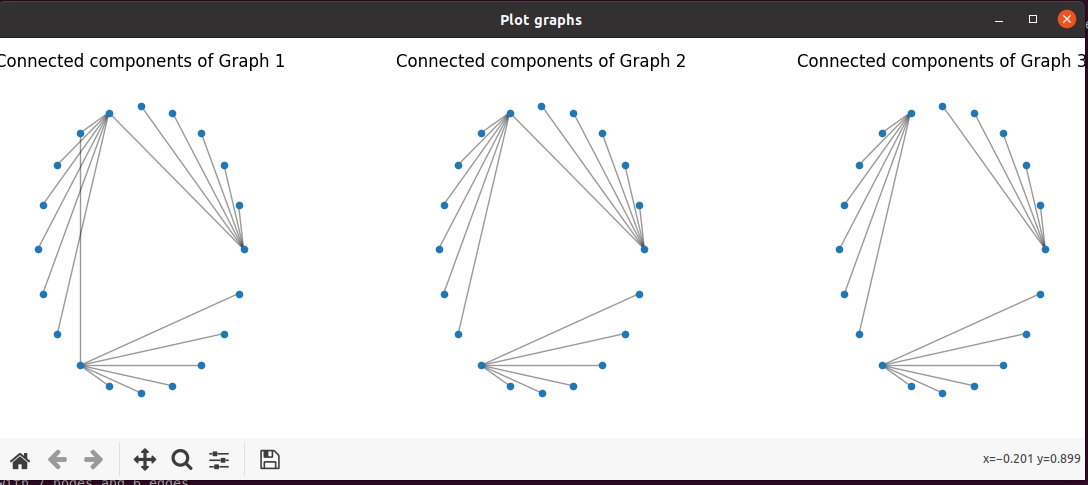 Plot graphs
Connected components of Graph 1
Connected components of Graph 2
Connected components of Graph 3
x=−0.201 y=0.899
with 7 nodes and 6 edges